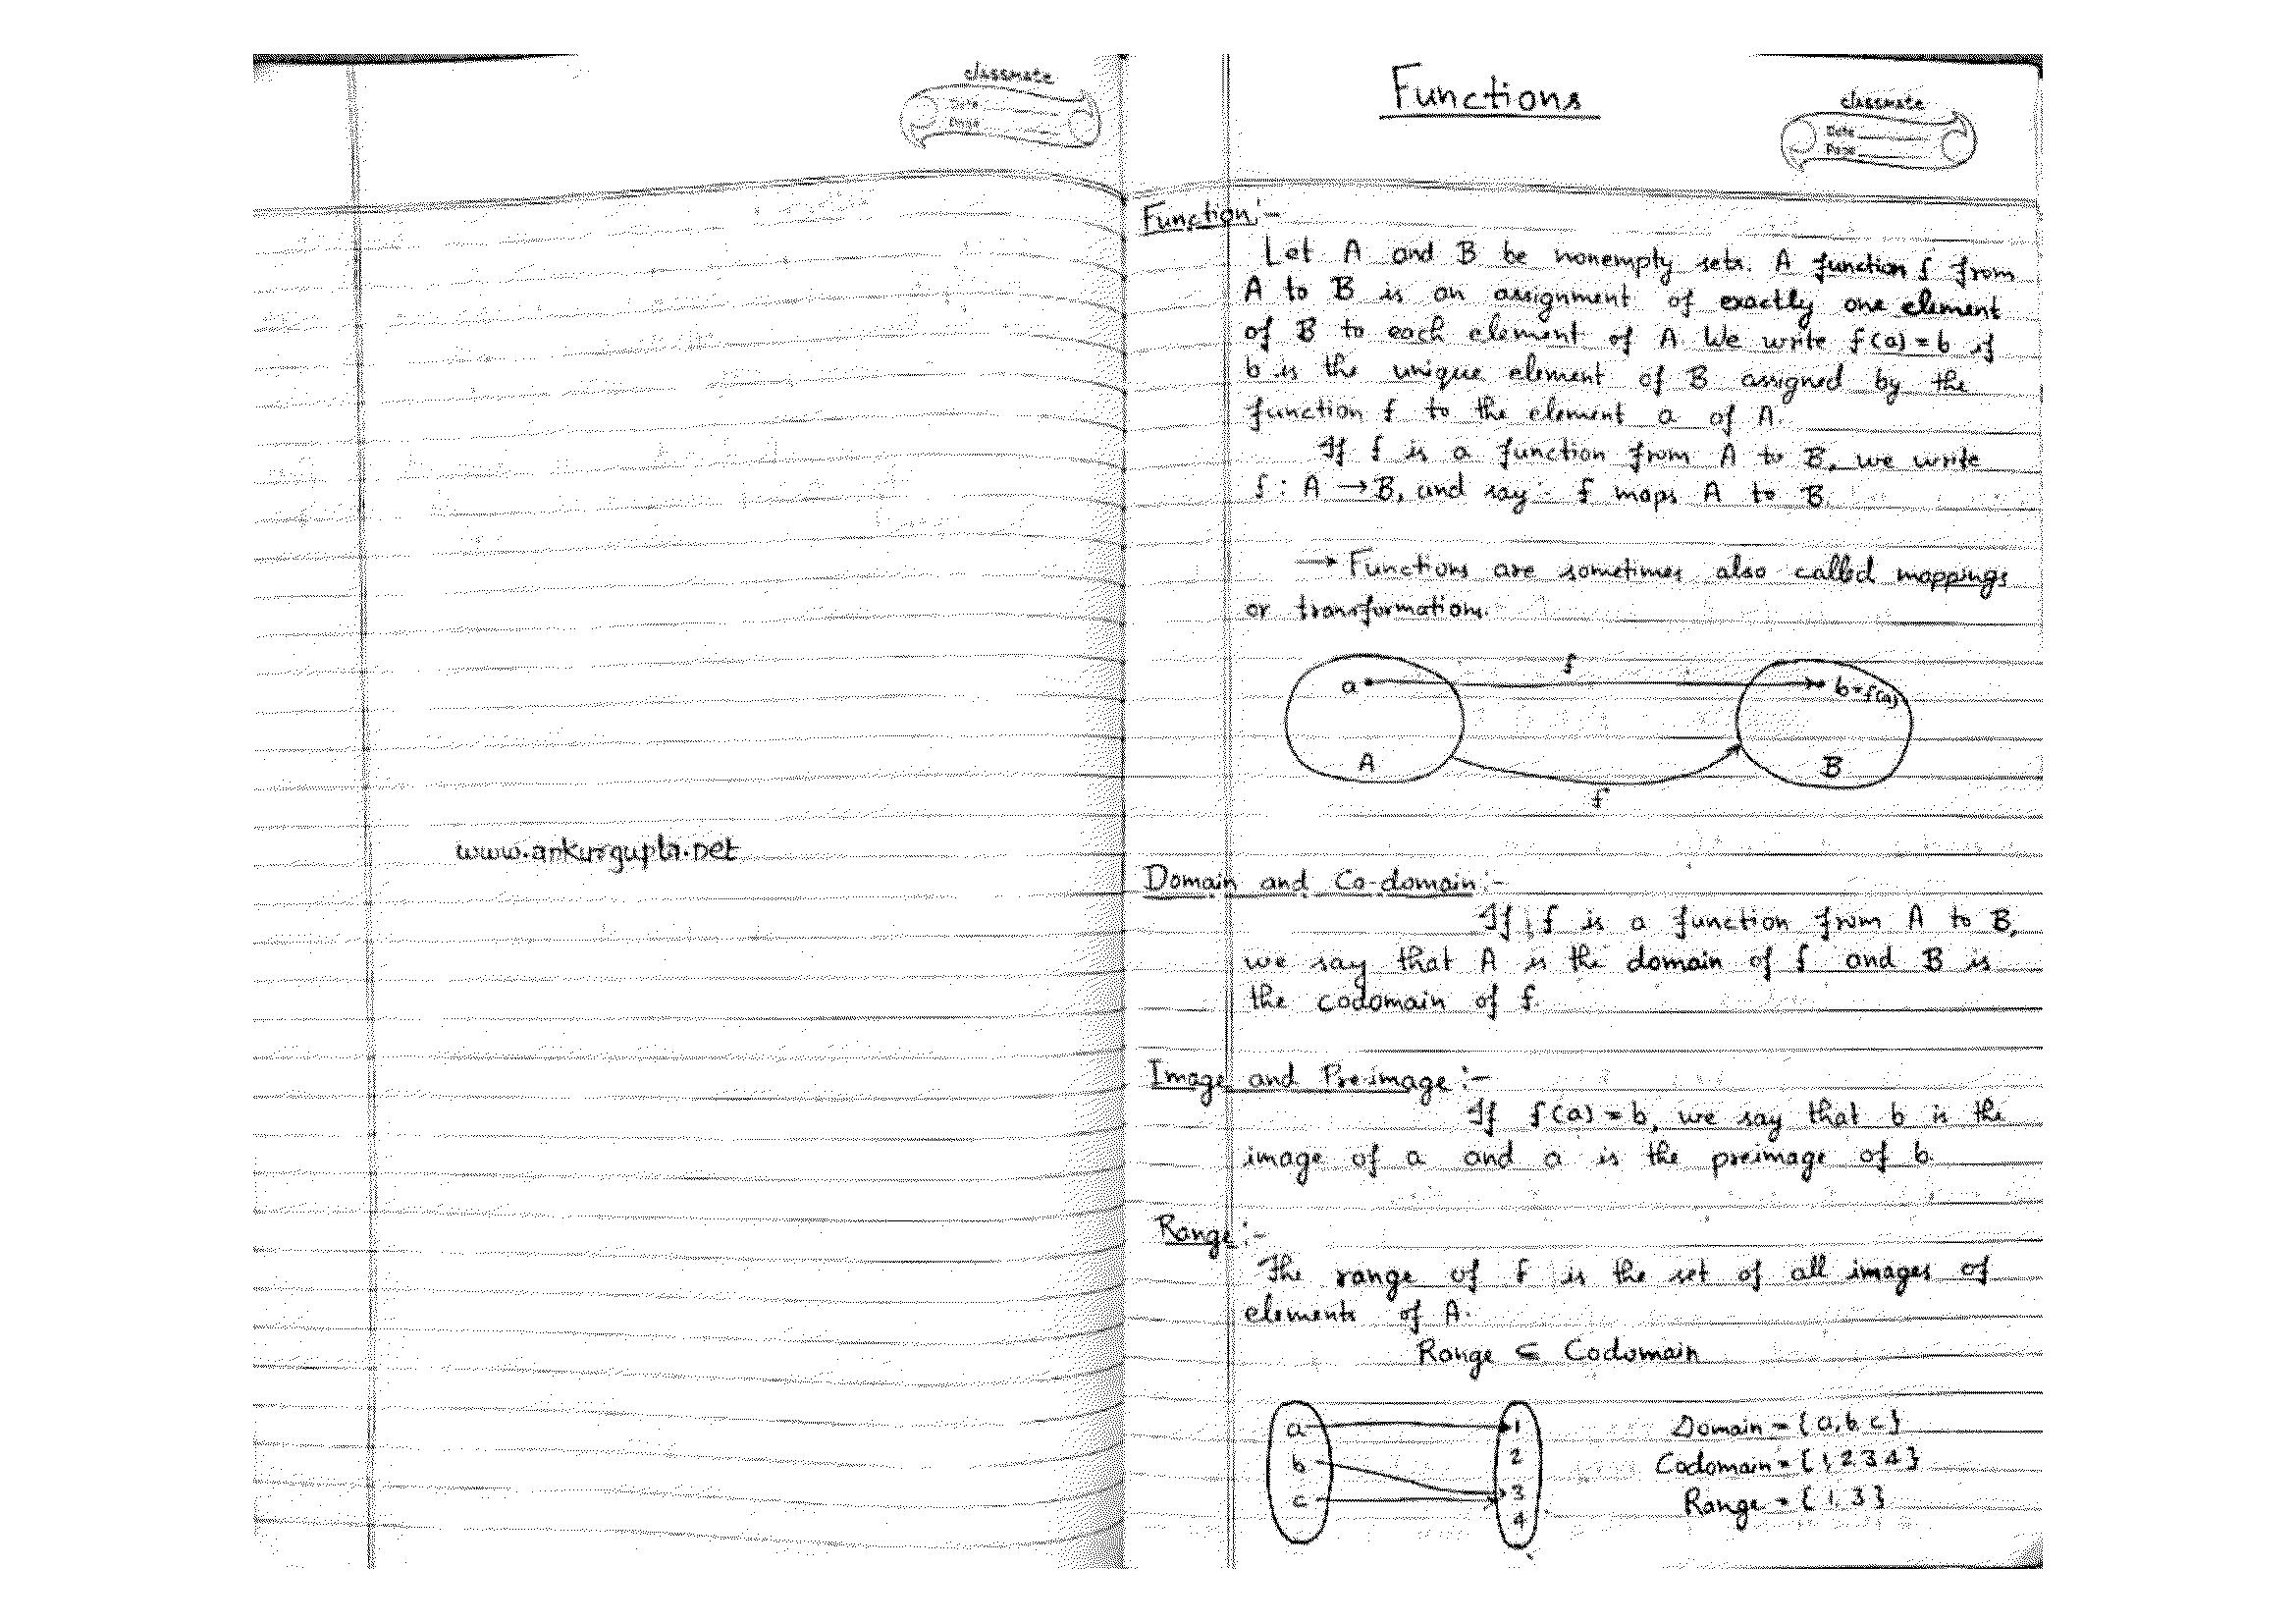 classmate
Date
Page
www.ankurgupta.net
Functions
classmate
Date
Page
Function:-
Let A and B be nonempty sets. A function f from
A to B is an assignment of exactly one element
of B to each element of A. We write f(a) = b if
b is the unique element of B assigned by the
function f to the element a of A.
If f is a function from A to B, we write
f : A → B, and say :- f maps A to B.
→ Functions are sometimes also called mappings
or transformations.
f
a
b=f(a)
A
B
f
Domain and Co-domain:-
If f is a function from A to B,
we say that A is the domain of f and B is
the codomain of f.
Image and Pre-image:-
If f(a) = b, we say that b is the
image of a and a is the preimage of b.
Range:-
The range of f is the set of all images of
elements of A.
Range ⊆ Codomain
a 1 Domain = {a, b, c}
b 2 Codomain = {1, 2, 3, 4}
c 3 Range = {1, 3}
4